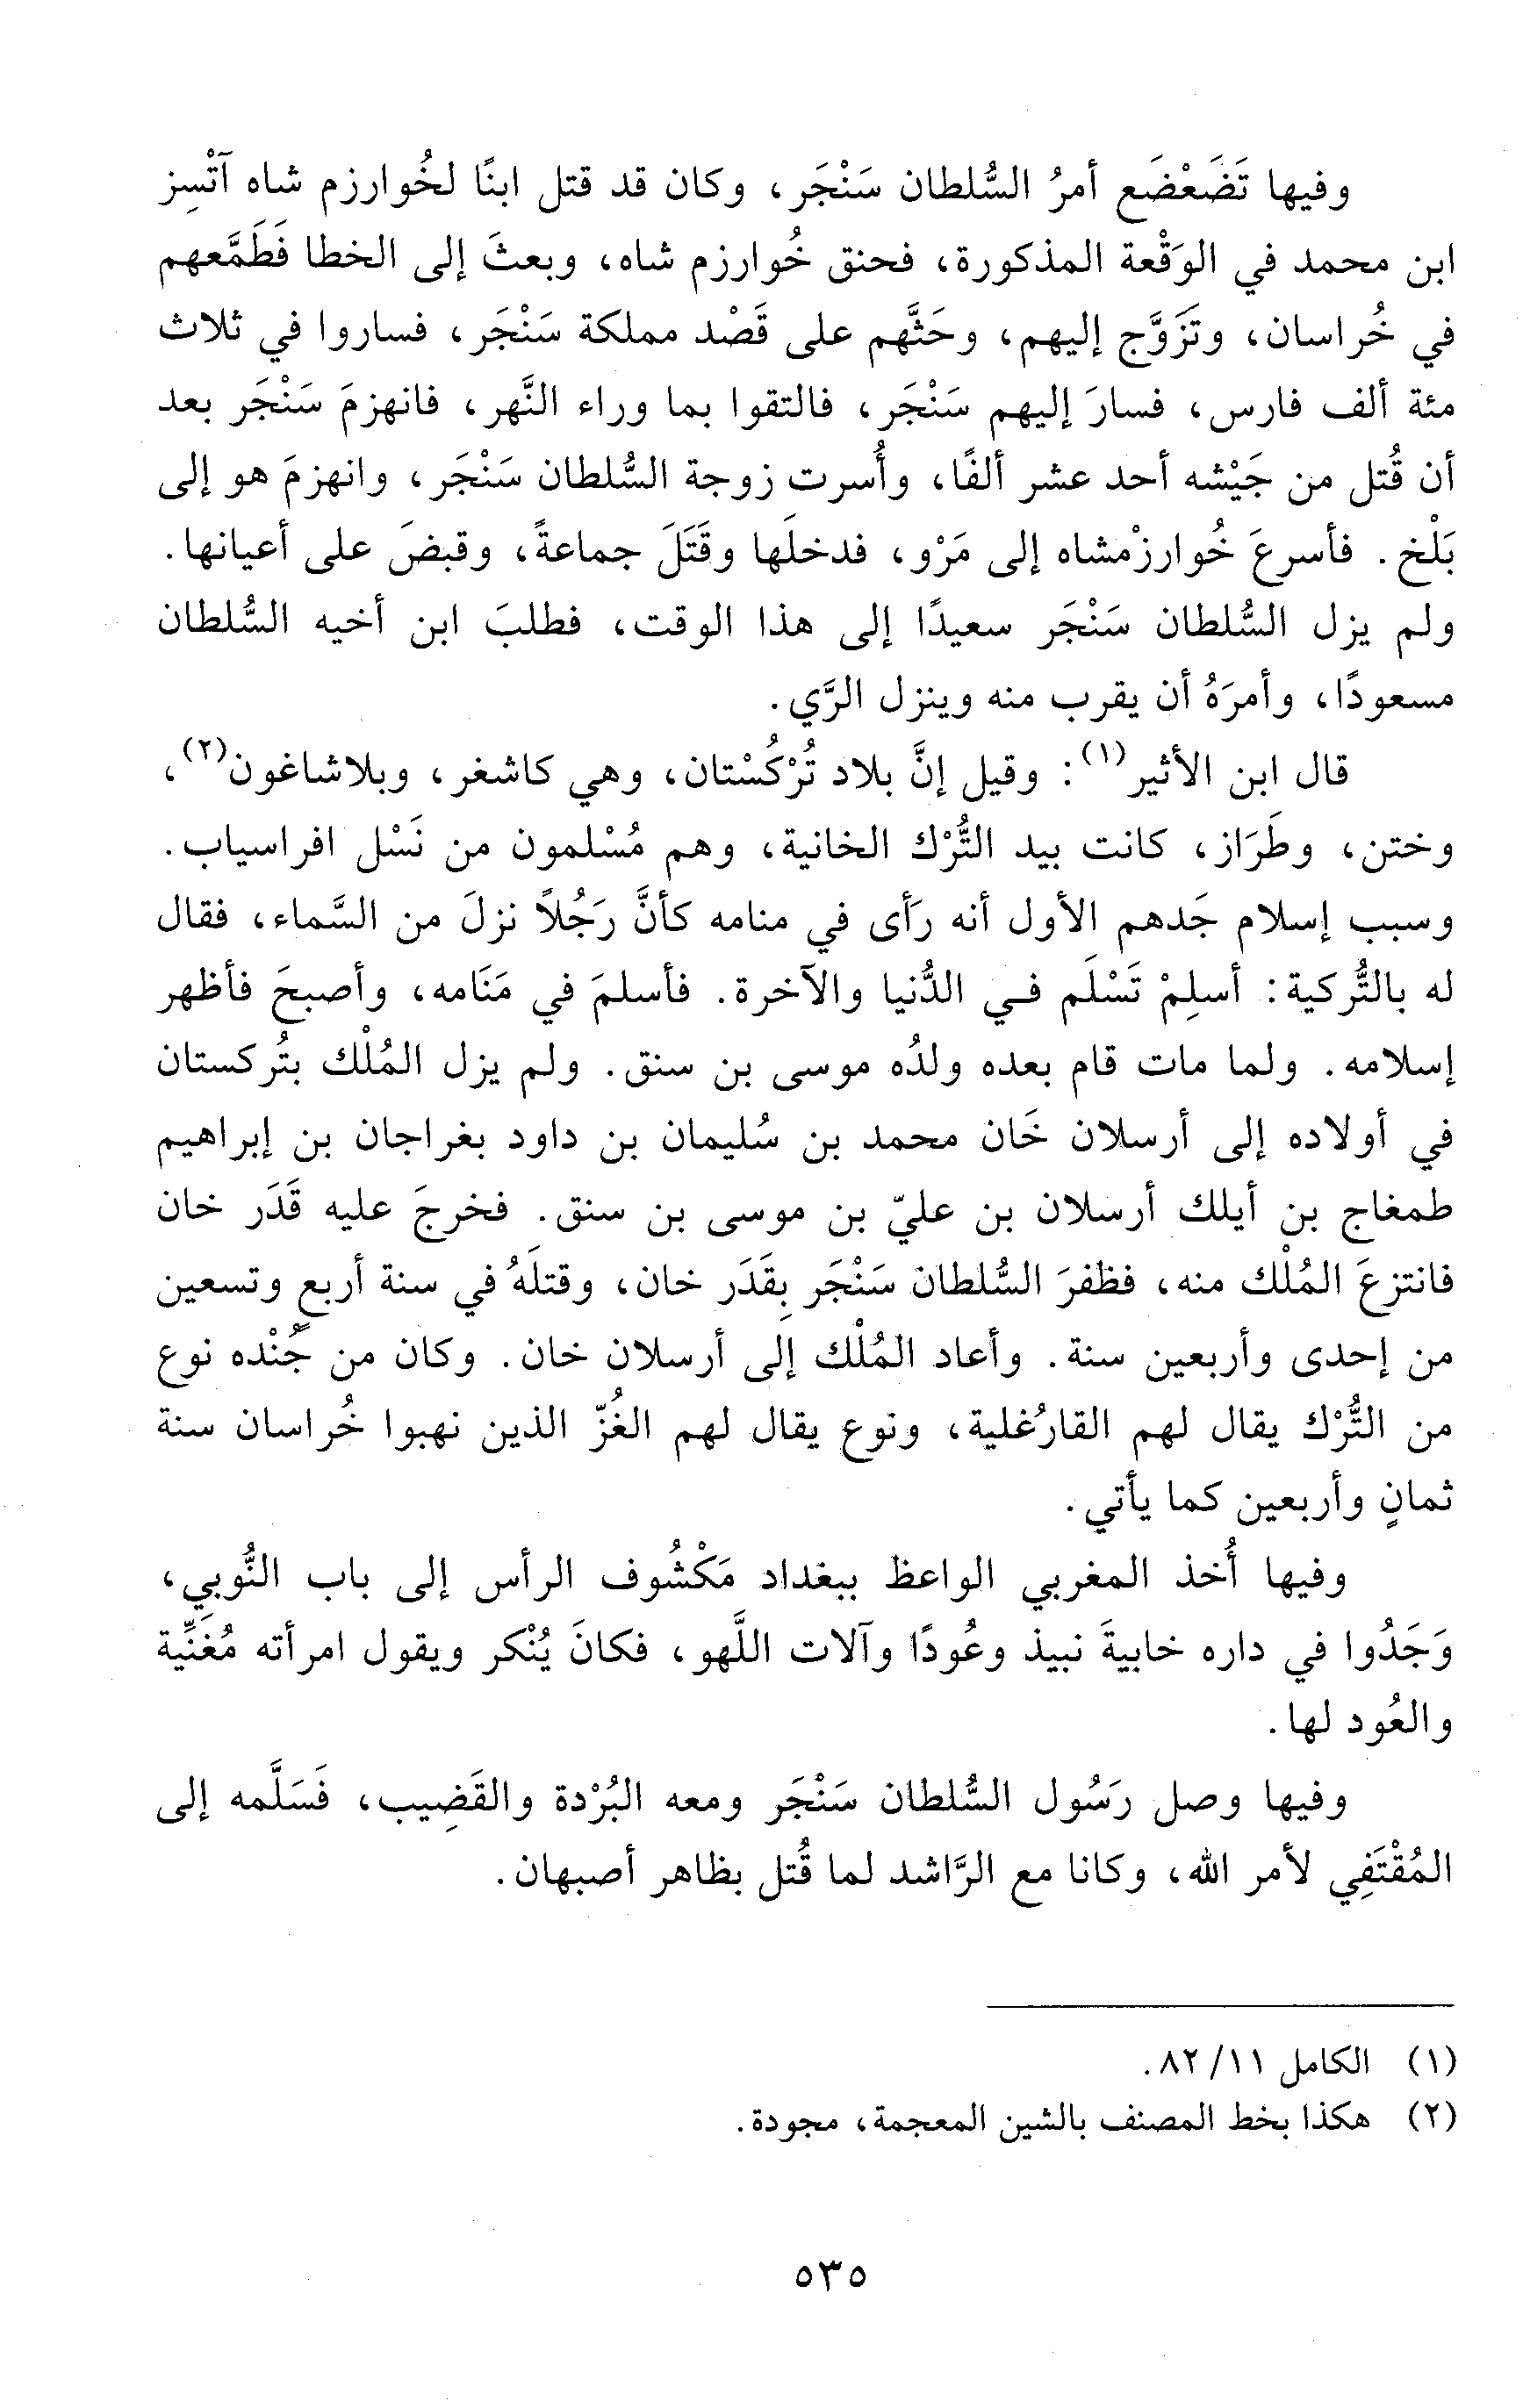 وفيها تَضَعْضَع أمرُ السُّلطان سَنْجَر، وكان قد قتل ابنًا لخُوارزم شاه آتْسِز
ابن محمد في الوَقْعة المذكورة، فحنق خُوارزم شاه، وبعثَ إلى الخطا فَطَمَّعهم
في خُراسان، وتَزَوَّج إليهم، وحَثَّهم على قَصْد مملكة سَنْجَر، فساروا في ثلاث
مئة ألف فارس، فسارَ إليهم سَنْجَر، فالتقوا بما وراء النَّهر، فانهزمَ سَنْجَر بعد
أن قُتل من جَيْشه أحد عشر ألفًا، وأُسرت زوجة السُّلطان سَنْجَر، وانهزمَ هو إلى
بَلْخ. فأسرعَ خُوارزْمشاه إلى مَرْو، فدخلَها وقَتَلَ جماعةً، وقبضَ على أعيانها.
ولم يزل السُّلطان سَنْجَر سعيدًا إلى هذا الوقت، فطلبَ ابن أخيه السُّلطان
مسعودًا، وأمرَهُ أن يقرب منه وينزل الرَّي.
قال ابن الأثير(١): وقيل إنَّ بلاد تُرْكُسْتان، وهي كاشغر، وبلاشاغون(٢)،
وختن، وطَرَاز، كانت بيد التُّرْك الخانية، وهم مُسْلمون من نَسْل افراسياب.
وسبب إسلام جَدهم الأول أنه رَأى في منامه كأنَّ رَجُلاً نزلَ من السَّماء، فقال
له بالتُّركية: أسلِمْ تَسْلَم في الدُّنيا والآخرة. فأسلمَ في مَنَامه، وأصبحَ فأظهر
إسلامه. ولما مات قام بعده ولدُه موسى بن سنق. ولم يزل المُلْك بتُركستان
في أولاده إلى أرسلان خَان محمد بن سُليمان بن داود بغراجان بن إبراهيم
طمغاج بن أيلك أرسلان بن عليّ بن موسى بن سنق. فخرجَ عليه قَدَر خان
فانتزعَ المُلْك منه، فظفرَ السُّلطان سَنْجَر بِقَدَر خان، وقتلَهُ في سنة أربعٍ وتسعين
من إحدى وأربعين سنة. وأعاد المُلْك إلى أرسلان خان. وكان من جُنْده نوع
من التُّرْك يقال لهم القارُغلية، ونوع يقال لهم الغُزّ الذين نهبوا خُراسان سنة
ثمانٍ وأربعين كما يأتي.
وفيها أُخذ المغربي الواعظ ببغداد مَكْشُوف الرأس إلى باب النُّوبي،
وَجَدُوا في داره خابيةَ نبيذ وعُودًا وآلات اللَّهو، فكانَ يُنْكر ويقول امرأته مُغَنِّية
والعُود لها.
وفيها وصل رَسُول السُّلطان سَنْجَر ومعه البُرْدة والقَضِيب، فَسَلَّمه إلى
المُقْتَفِي لأمر الله، وكانا مع الرَّاشد لما قُتل بظاهر أصبهان.
(١) الكامل ١١/ ٨٢.
(٢) هكذا بخط المصنف بالشين المعجمة، مجودة.
٥٣٥